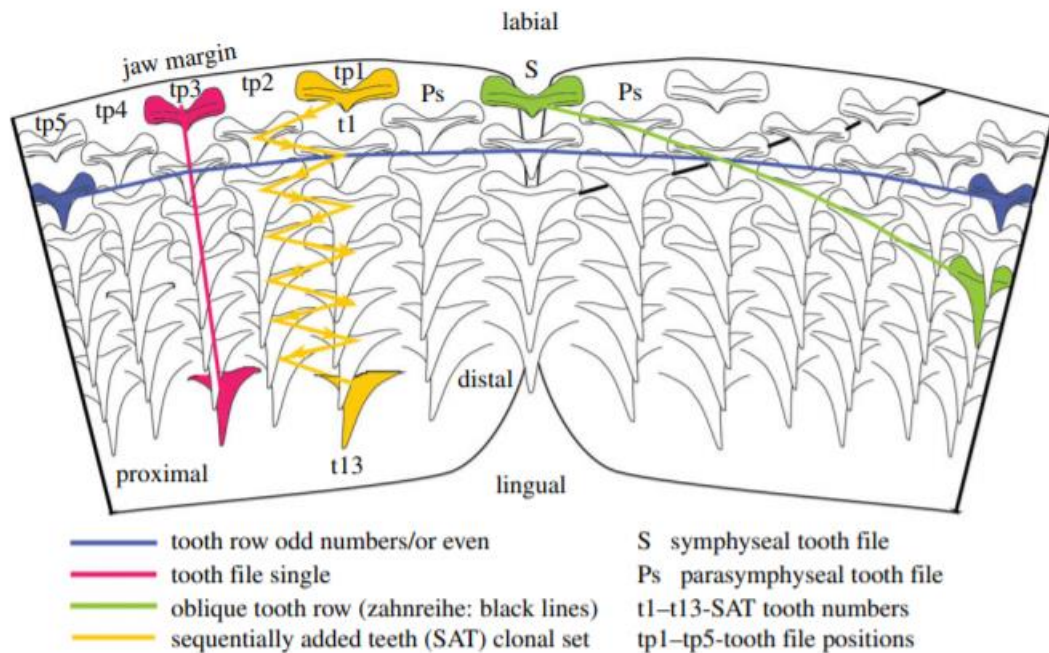 labial
jaw margin
tp5 tp4 tp3 tp2 tp1 Ps S Ps
t1
distal
proximal
t13
lingual
tooth row odd numbers/or even
tooth file single
oblique tooth row (zahnreihe: black lines)
sequentially added teeth (SAT) clonal set
S symphyseal tooth file
Ps parasymphyseal tooth file
t1–t13-SAT tooth numbers
tp1–tp5-tooth file positions